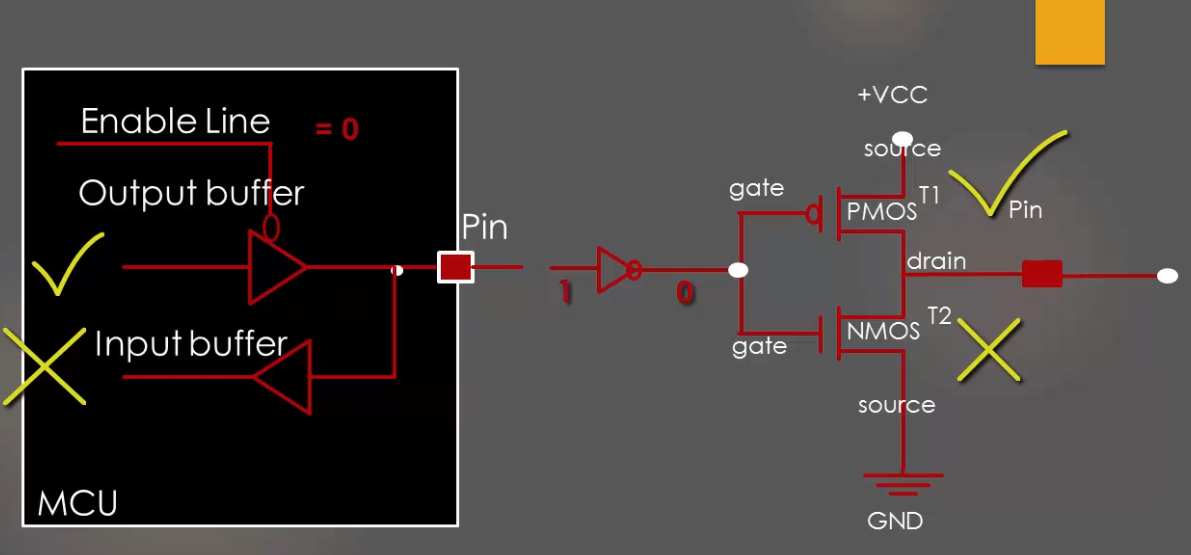 Enable Line = 0
Output buffer
Pin
Input buffer
MCU
1
0
+VCC
source
gate
T1
PMOS
Pin
drain
T2
NMOS
gate
source
GND